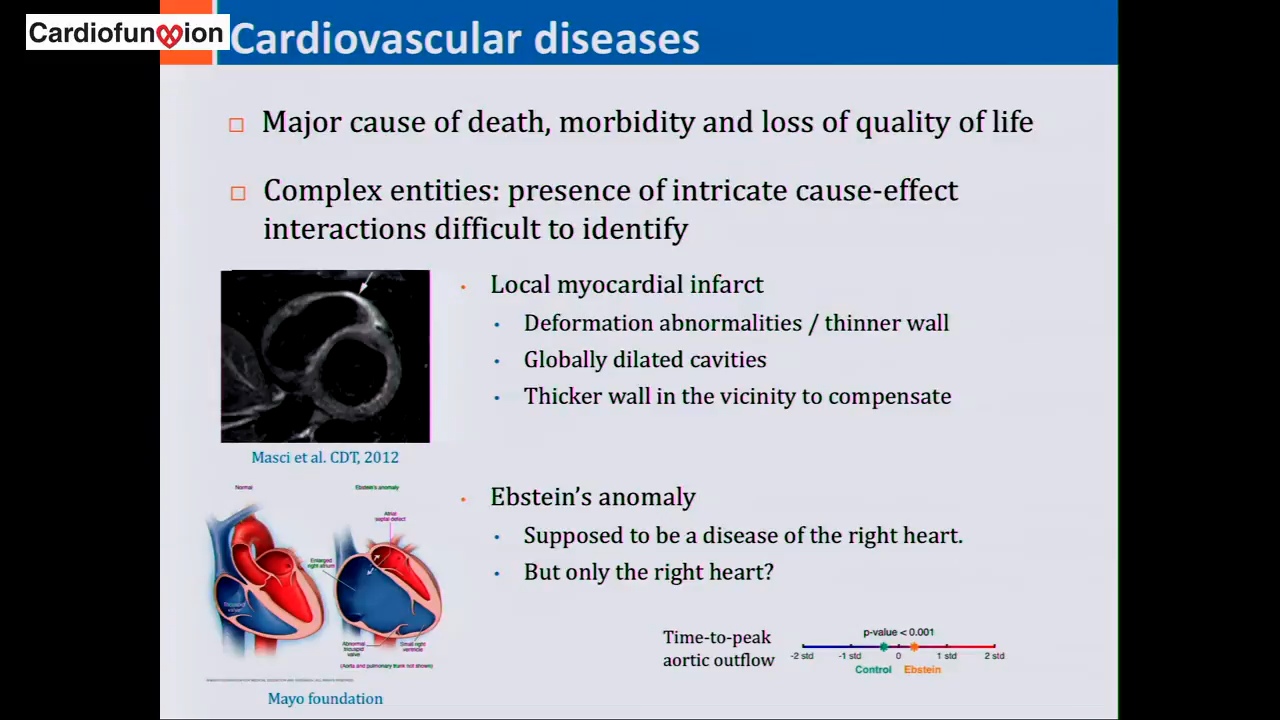 Cardiofun ion
Cardiovascular diseases
Major cause of death, morbidity and loss of quality of life
Complex entities: presence of intricate cause-effect
interactions difficult to identify
Local myocardial infarct
Deformation abnormalities / thinner wall
Globally dilated cavities
Thicker wall in the vicinity to compensate
Masci et al. CDT, 2012
Normal
Ebstein's anomaly
Atrial
septal defect
Enlarged
right atrium
Tricuspid
valve
Abnormal
tricuspid
valve
Small right
ventricle
(Aorta and pulmonary trunk not shown)
Mayo foundation
Ebstein's anomaly
Supposed to be a disease of the right heart.
But only the right heart?
Time-to-peak
aortic outflow
p-value < 0.001
-2 std -1 std 0 1 std 2 std
Control Ebstein